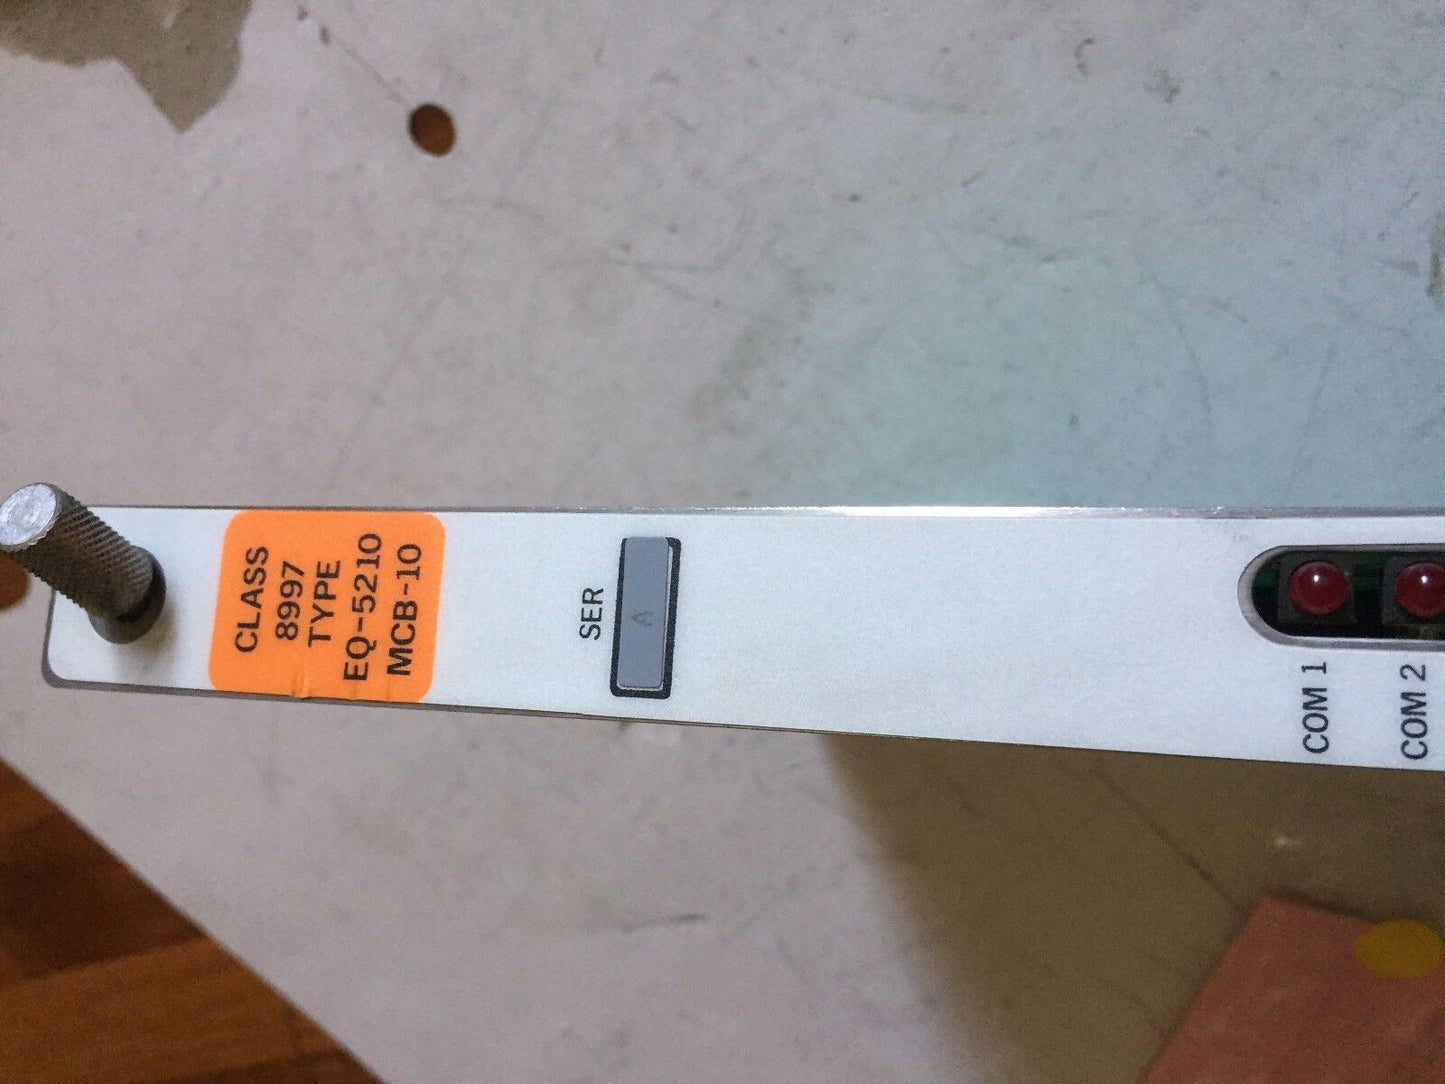 CLASS
8997
TYPE
EQ-5210
MCB-10
SER
A
COM 1
COM 2